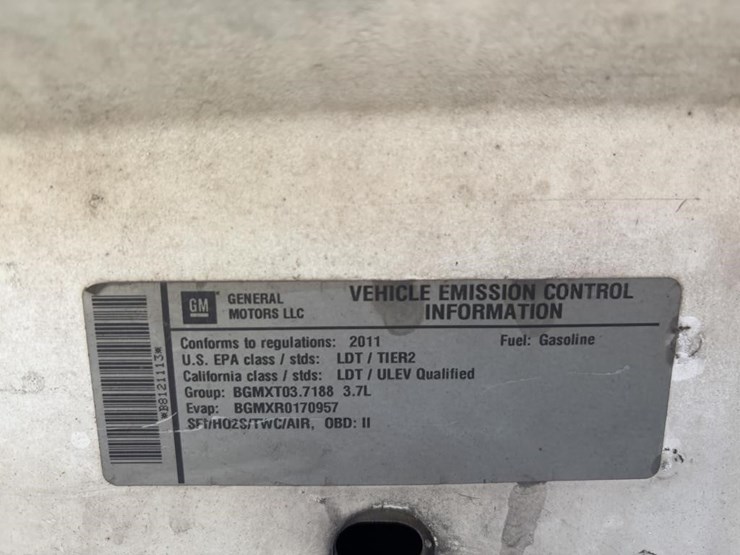 GM
GENERAL
MOTORS LLC
VEHICLE EMISSION CONTROL
INFORMATION
Conforms to regulations: 2011
Fuel: Gasoline
U.S. EPA class / stds: LDT / TIER2
California class / stds: LDT / ULEV Qualified
Group: BGMXT03.7188 3.7L
Evap: BGMXR0170957
SFI/HO2S/TWC/AIR, OBD: II
*B8121113*